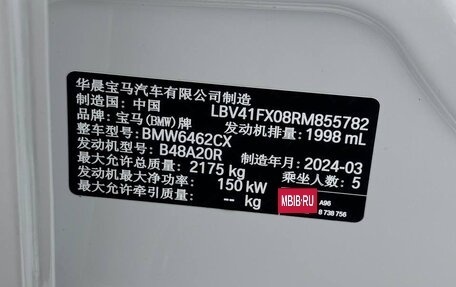 华晨宝马汽车有限公司制造
制造国: 中国 LBV41FX08RM855782
品牌: 宝马(BMW)牌 发动机排量: 1998 mL
整车型号: BMW6462CX
发动机型号: B48A20R 制造年月: 2024-03
最大允许总质量: 2175 kg 乘坐人数: 5
发动机最大净功率: 150 kW
最大允许牵引质量: -- kg
MBIB.RU
A96
8 738 756